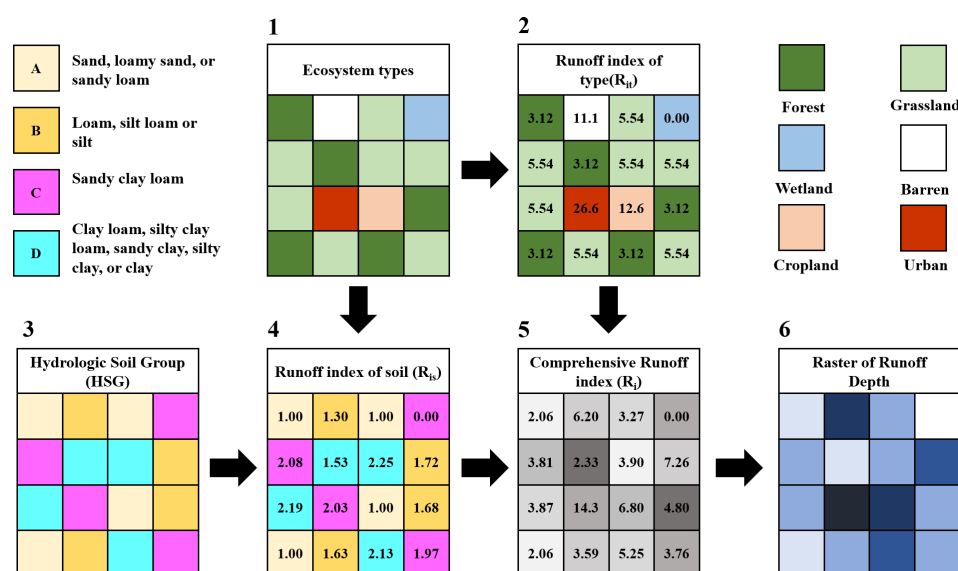 1
2
A
Sand, loamy sand, or
sandy loam
B
Loam, silt loam or
silt
C
Sandy clay loam
D
Clay loam, silty clay
loam, sandy clay, silty
clay, or clay
Ecosystem types
Runoff index of
type(Rit)
3.12 11.1 5.54 0.00
5.54 3.12 5.54 5.54
5.54 26.6 12.6 3.12
3.12 5.54 3.12 5.54
Forest
Grassland
Wetland
Barren
Cropland
Urban
3
4
5
6
Hydrologic Soil Group
(HSG)
Runoff index of soil (Ris)
1.00 1.30 1.00 0.00
2.08 1.53 2.25 1.72
2.19 2.03 1.00 1.68
1.00 1.63 2.13 1.97
Comprehensive Runoff
index (Ri)
2.06 6.20 3.27 0.00
3.81 2.33 3.90 7.26
3.87 14.3 6.80 4.80
2.06 3.59 5.25 3.76
Raster of Runoff
Depth